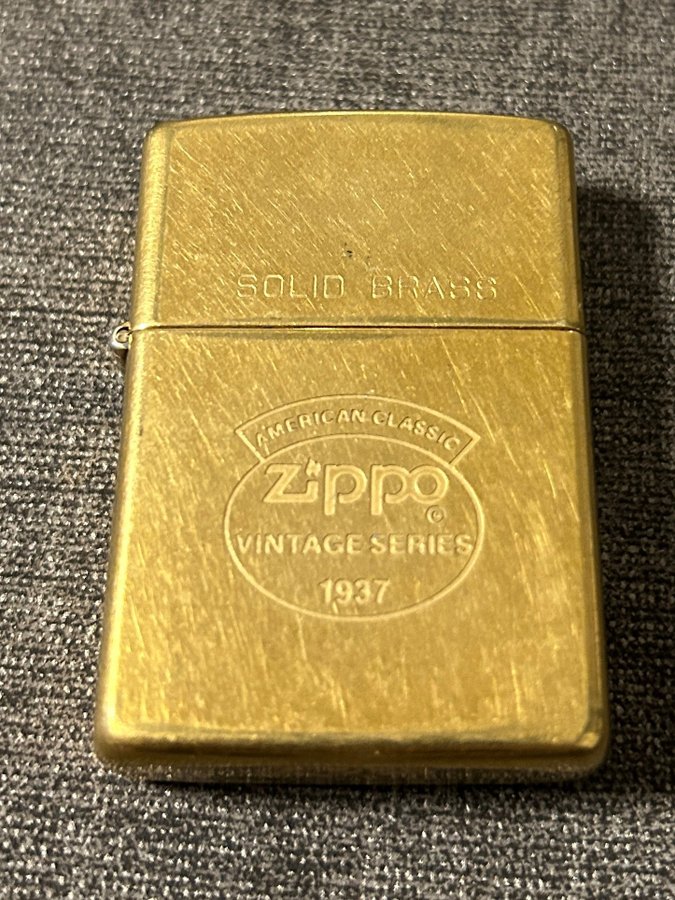 SOLID BRASS
AMERICAN CLASSIC
Zippo
©
VINTAGE SERIES
1937